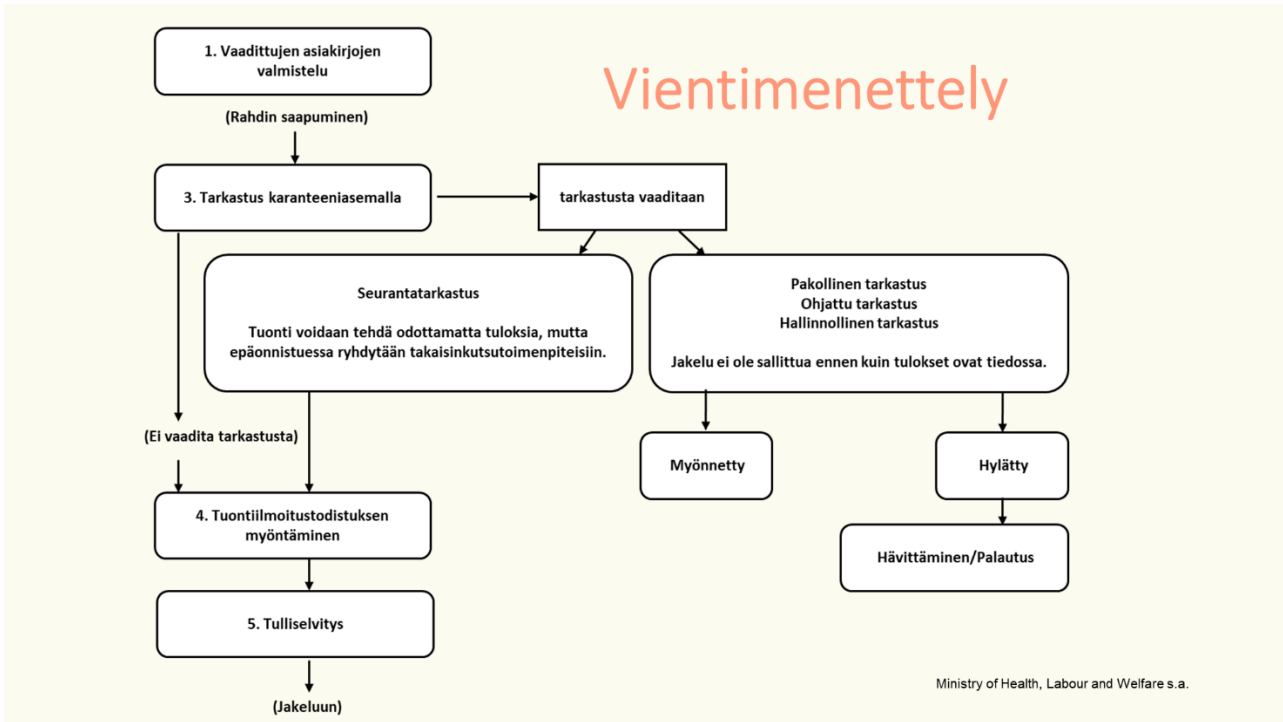 1. Vaadittujen asiakirjojen
valmistelu
Vientimenettely
(Rahdin saapuminen)
3. Tarkastus karanteeniasemalla
tarkastusta vaaditaan
Seurantatarkastus
Tuonti voidaan tehdä odottamatta tuloksia, mutta
epäonnistuessa ryhdytään takaisinkutsutoimenpiteisiin.
Pakollinen tarkastus
Ohjattu tarkastus
Hallinnollinen tarkastus
Jakelu ei ole sallittua ennen kuin tulokset ovat tiedossa.
(Ei vaadita tarkastusta)
Myönnetty
Hylätty
4. Tuontiilmoitustodistuksen
myöntäminen
Hävittäminen/Palautus
5. Tulliselvitys
(Jakeluun)
Ministry of Health, Labour and Welfare s.a.